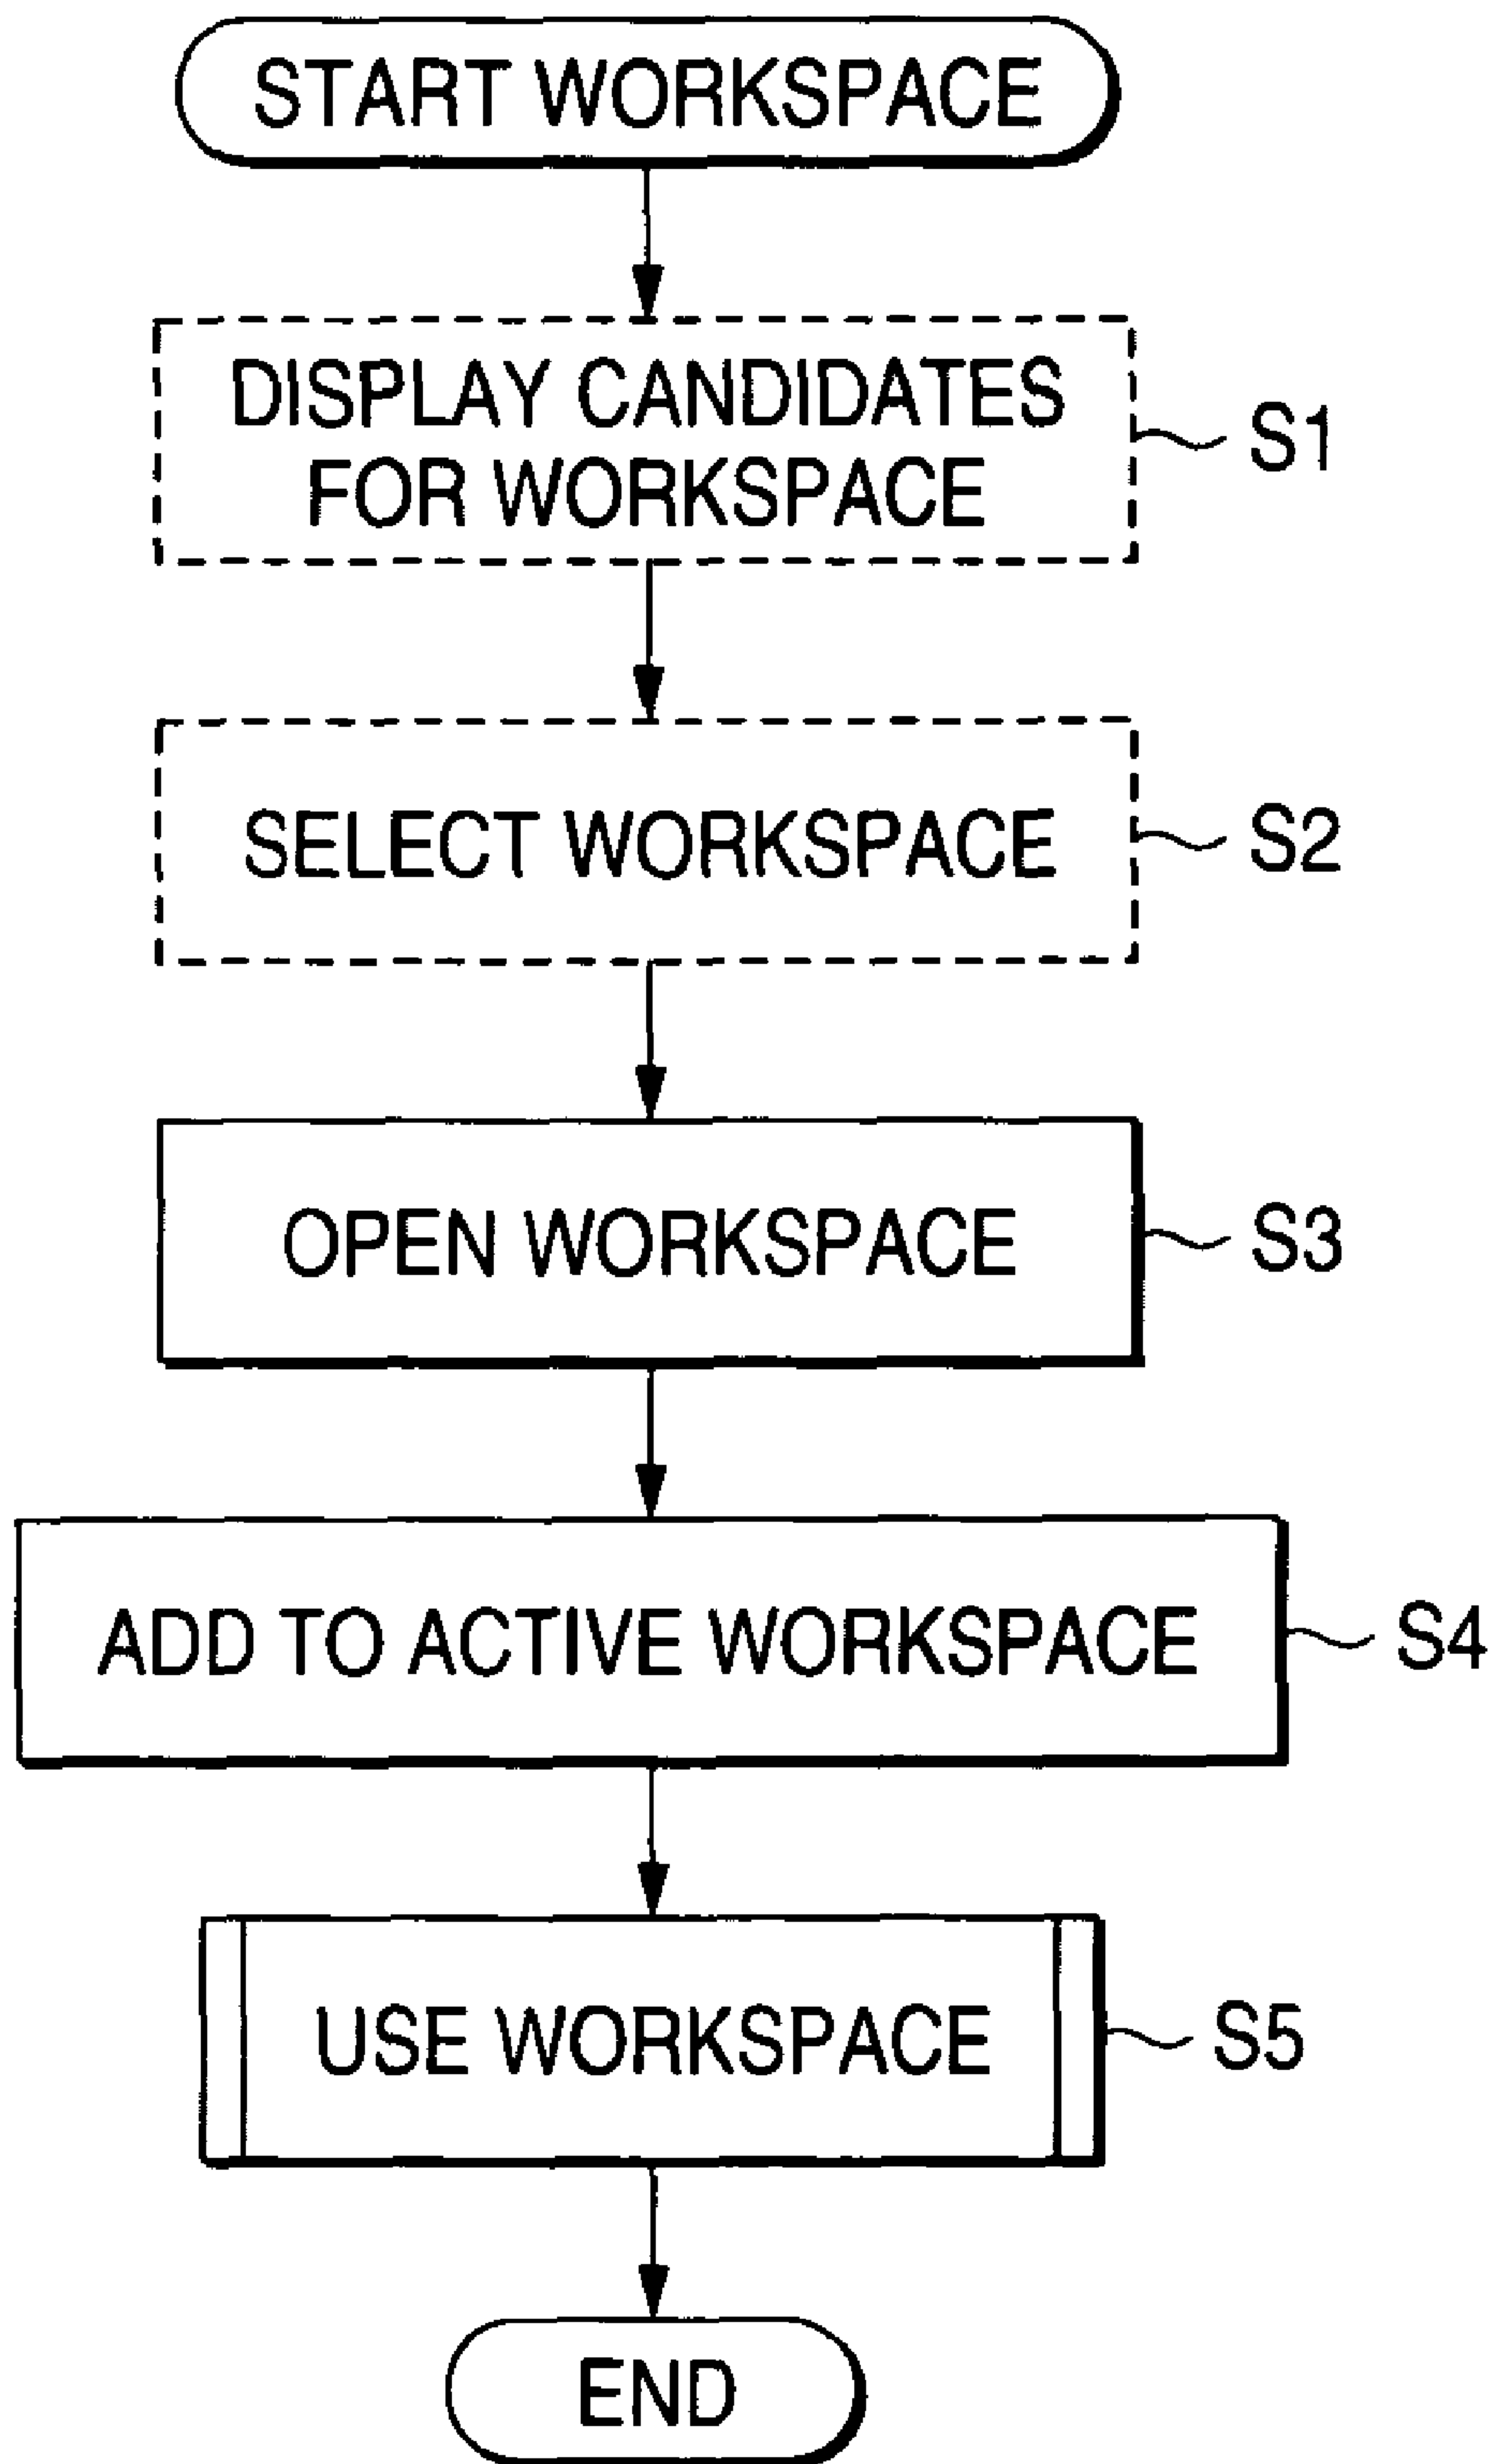 START WORKSPACE
DISPLAY CANDIDATES
FOR WORKSPACE
S1
SELECT WORKSPACE
S2
OPEN WORKSPACE
S3
ADD TO ACTIVE WORKSPACE
S4
USE WORKSPACE
S5
END